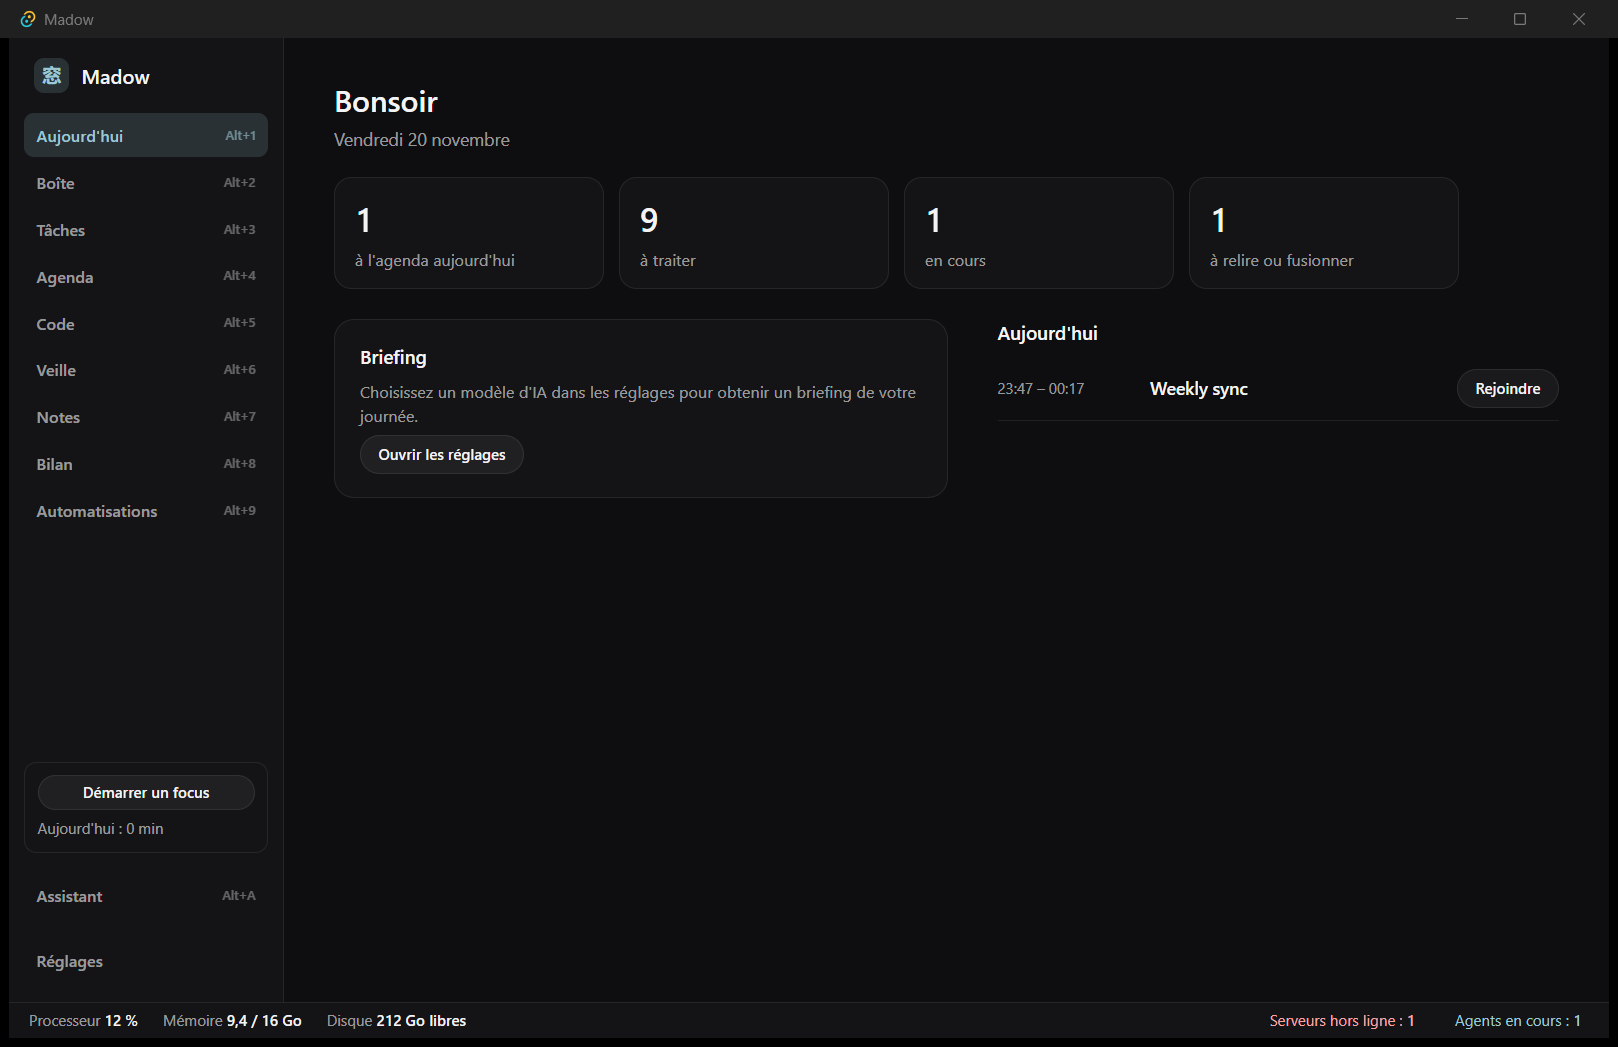 Madow
窓 Madow
Aujourd'hui Alt+1
Boîte Alt+2
Tâches Alt+3
Agenda Alt+4
Code Alt+5
Veille Alt+6
Notes Alt+7
Bilan Alt+8
Automatisations Alt+9
Démarrer un focus
Aujourd'hui : 0 min
Assistant Alt+A
Réglages
Bonsoir
Vendredi 20 novembre
1
à l'agenda aujourd'hui
9
à traiter
1
en cours
1
à relire ou fusionner
Briefing
Choisissez un modèle d'IA dans les réglages pour obtenir un briefing de votre
journée.
Ouvrir les réglages
Aujourd'hui
23:47 – 00:17 Weekly sync Rejoindre
Processeur 12 % Mémoire 9,4 / 16 Go Disque 212 Go libres Serveurs hors ligne : 1 Agents en cours : 1